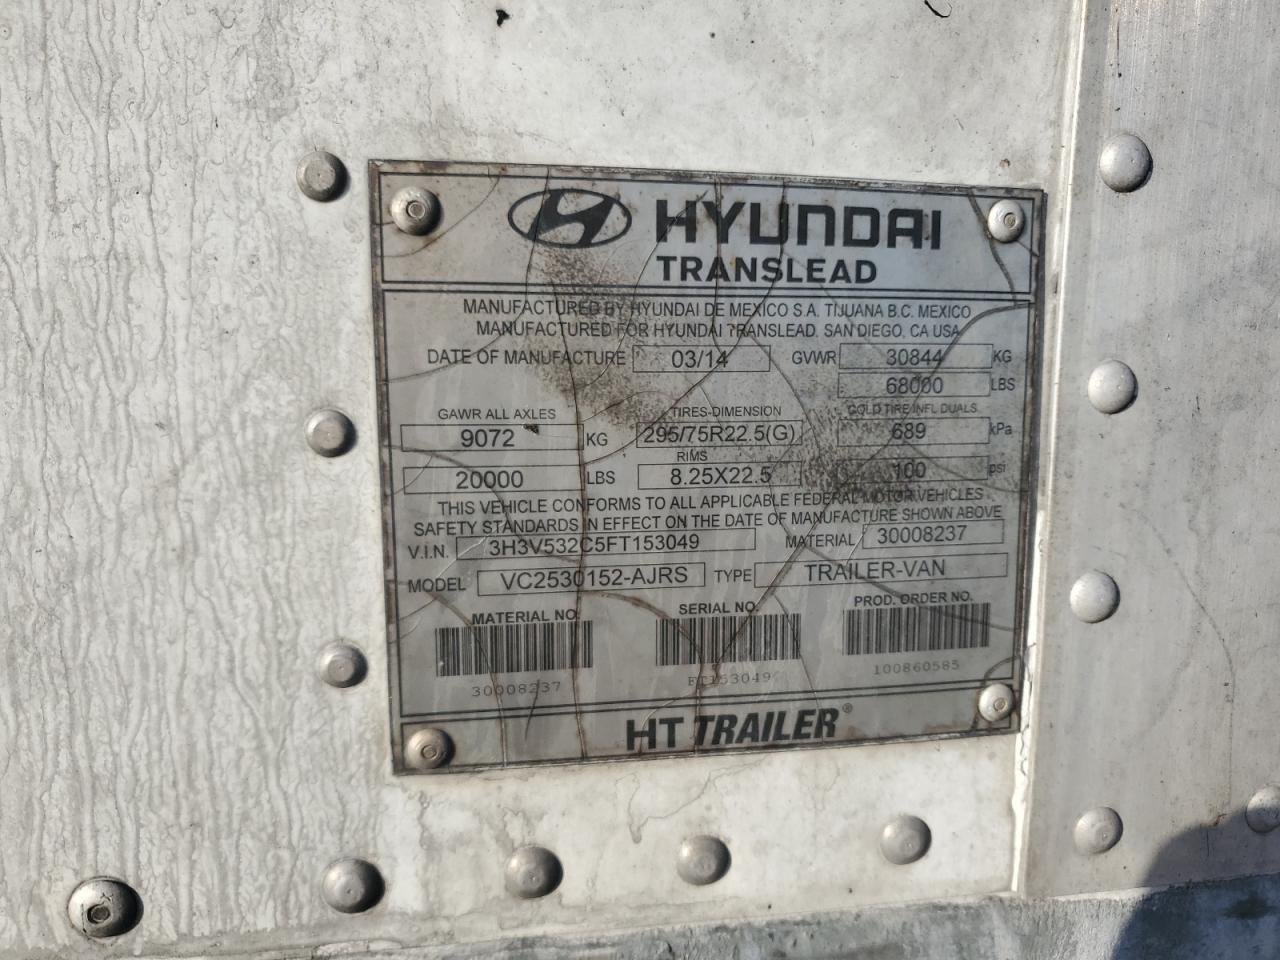 HYUNDAI
TRANSLEAD
MANUFACTURED BY HYUNDAI DE MEXICO S.A. TIJUANA B.C. MEXICO
MANUFACTURED FOR HYUNDAI TRANSLEAD. SAN DIEGO, CA USA
DATE OF MANUFACTURE 03/14 GVWR 30844 KG
68000 LBS
GAWR ALL AXLES TIRES-DIMENSION COLD TIRE INFL DUALS
9072 KG 295/75R22.5(G) 689 kPa
RIMS
20000 LBS 8.25X22.5 100 psi
THIS VEHICLE CONFORMS TO ALL APPLICABLE FEDERAL MOTOR VEHICLES
SAFETY STANDARDS IN EFFECT ON THE DATE OF MANUFACTURE SHOWN ABOVE
V.I.N. 3H3V532C5FT153049 MATERIAL 30008237
MODEL VC2530152-AJRS TYPE TRAILER-VAN
MATERIAL NO. SERIAL NO. PROD. ORDER NO.
30008237 FT153049 100860585
HT TRAILER®